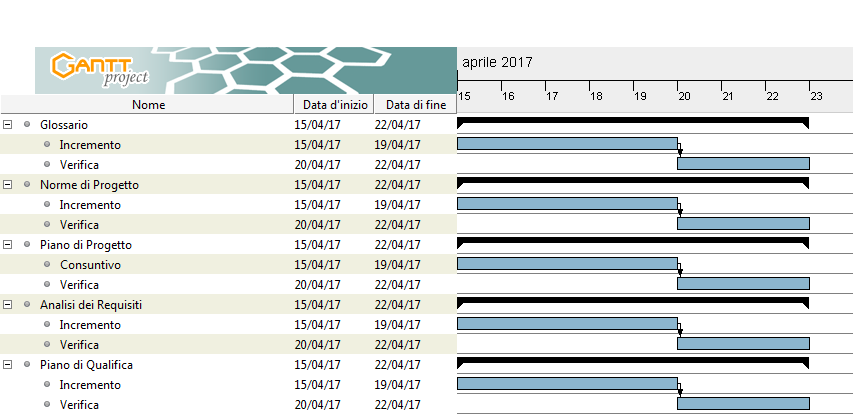 GANTT
project
aprile 2017
15 16 17 18 19 20 21 22 23
Nome Data d'inizio Data di fine
Glossario 15/04/17 22/04/17
Incremento 15/04/17 19/04/17
Verifica 20/04/17 22/04/17
Norme di Progetto 15/04/17 22/04/17
Incremento 15/04/17 19/04/17
Verifica 20/04/17 22/04/17
Piano di Progetto 15/04/17 22/04/17
Consuntivo 15/04/17 19/04/17
Verifica 20/04/17 22/04/17
Analisi dei Requisiti 15/04/17 22/04/17
Incremento 15/04/17 19/04/17
Verifica 20/04/17 22/04/17
Piano di Qualifica 15/04/17 22/04/17
Incremento 15/04/17 19/04/17
Verifica 20/04/17 22/04/17